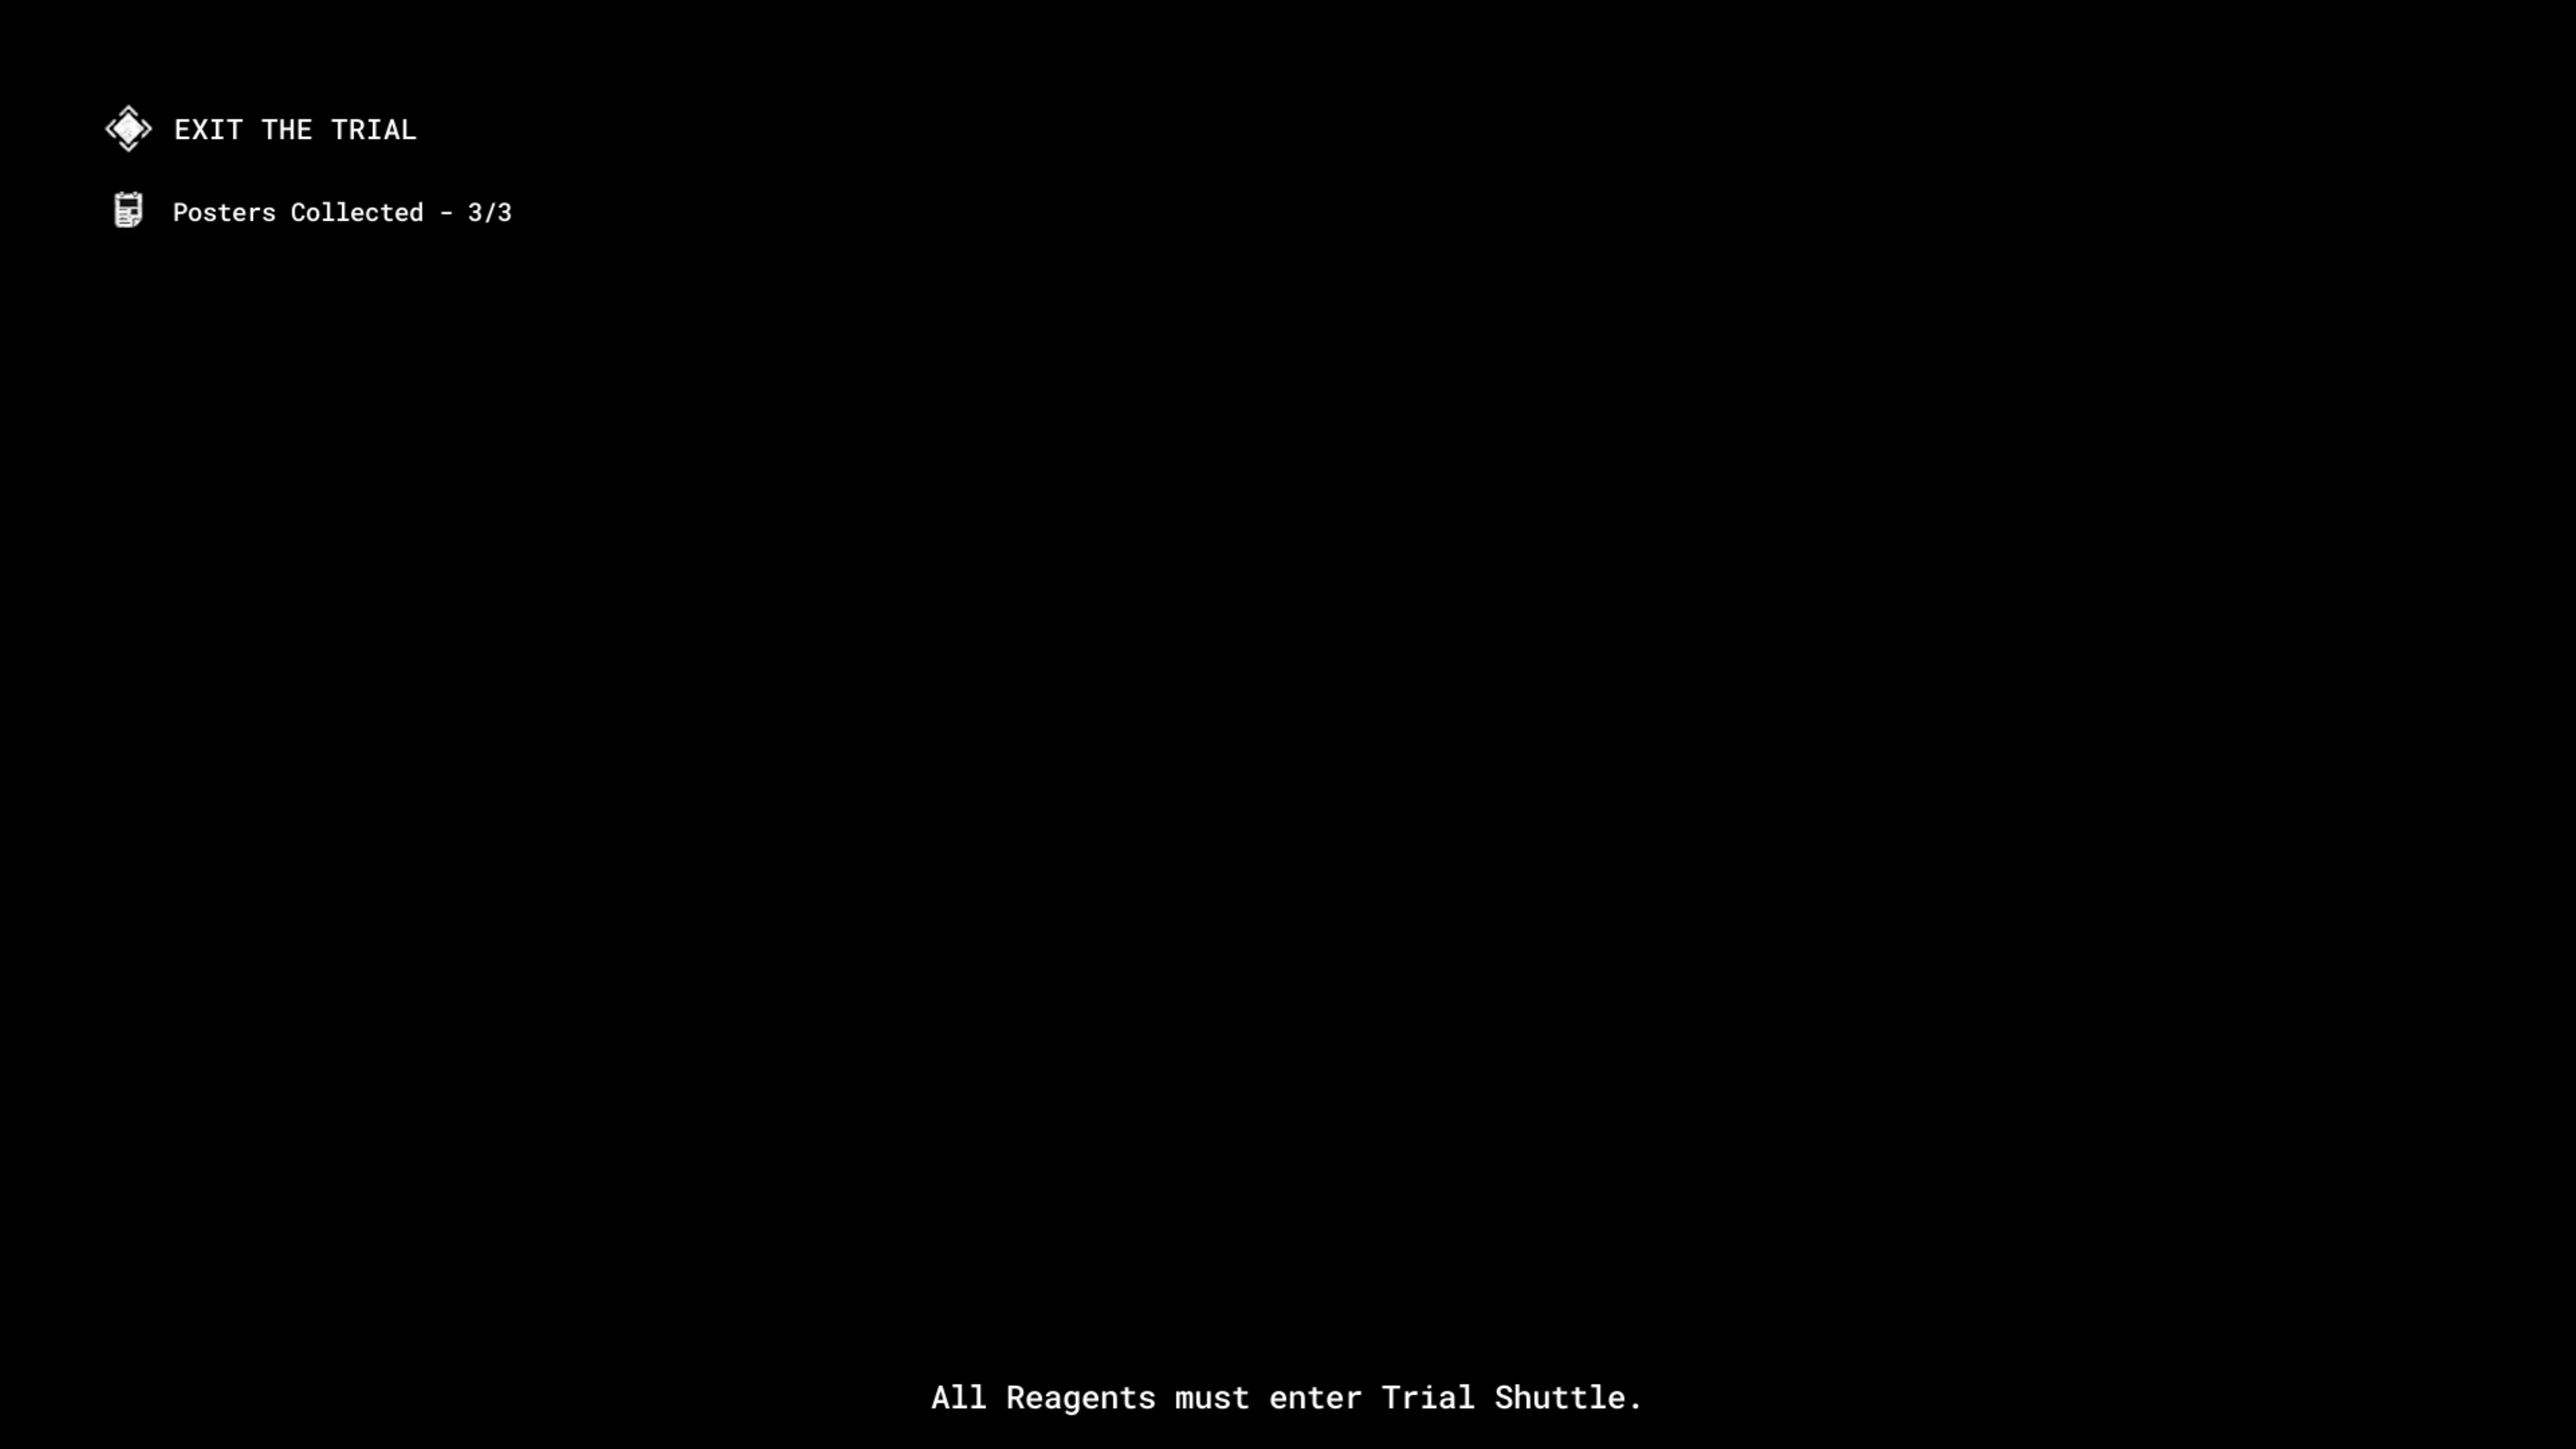 EXIT THE TRIAL
Posters Collected - 3/3
All Reagents must enter Trial Shuttle.